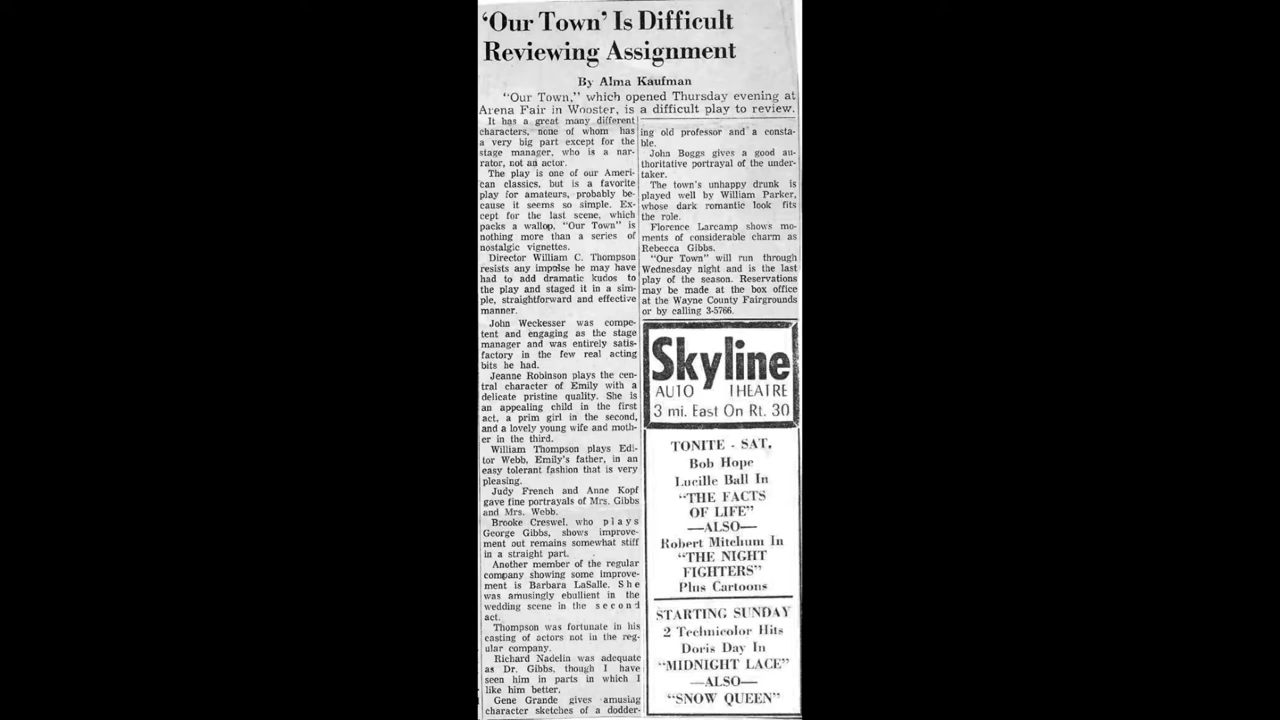 ‘Our Town’ Is Difficult
Reviewing Assignment
By Alma Kaufman
"Our Town," which opened Thursday evening at
Arena Fair in Wooster, is a difficult play to review.
It has a great many different
characters, none of whom has
a very big part except for the
stage manager, who is a nar-
rator, not an actor.
The play is one of our Ameri-
can classics, but is a favorite
play for amateurs, probably be-
cause it seems so simple. Ex-
cept for the last scene, which
packs a wallop, "Our Town" is
nothing more than a series of
nostalgic vignettes.
Director William C. Thompson
resists any impulse he may have
had to add dramatic kudos to
the play and staged it in a sim-
ple, straightforward and effective
manner.
John Weckesser was compe-
tent and engaging as the stage
manager and was entirely satis-
factory in the few real acting
bits he had.
Jeanne Robinson plays the cen-
tral character of Emily with a
delicate pristine quality. She is
an appealing child in the first
act, a prim girl in the second,
and a lovely young wife and moth-
er in the third.
William Thompson plays Edi-
tor Webb, Emily's father, in an
easy tolerant fashion that is very
pleasing.
Judy French and Anne Kopf
gave fine portrayals of Mrs. Gibbs
and Mrs. Webb.
Brooke Creswel, who plays
George Gibbs, shows improve-
ment out remains somewhat stiff
in a straight part.
Another member of the regular
company showing some improve-
ment is Barbara LaSalle. She
was amusingly ebullient in the
wedding scene in the second
act.
Thompson was fortunate in his
casting of actors not in the reg-
ular company.
Richard Nadelin was adequate
as Dr. Gibbs, though I have
seen him in parts in which I
like him better.
Gene Grande gives amusing
character sketches of a dodder-
ing old professor and a consta-
ble.
John Boggs gives a good au-
thoritative portrayal of the under-
taker.
The town's unhappy drunk is
played well by William Parker,
whose dark romantic look fits
the role.
Florence Larcamp shows mo-
ments of considerable charm as
Rebecca Gibbs.
"Our Town" will run through
Wednesday night and is the last
play of the season. Reservations
may be made at the box office
at the Wayne County Fairgrounds
or by calling 3-5766.
Skyline
AUTO THEATRE
3 mi. East On Rt. 30
TONITE - SAT.
Bob Hope
Lucille Ball In
"THE FACTS
OF LIFE"
—ALSO—
Robert Mitchum In
"THE NIGHT
FIGHTERS"
Plus Cartoons
STARTING SUNDAY
2 Technicolor Hits
Doris Day In
"MIDNIGHT LACE"
—ALSO—
"SNOW QUEEN"